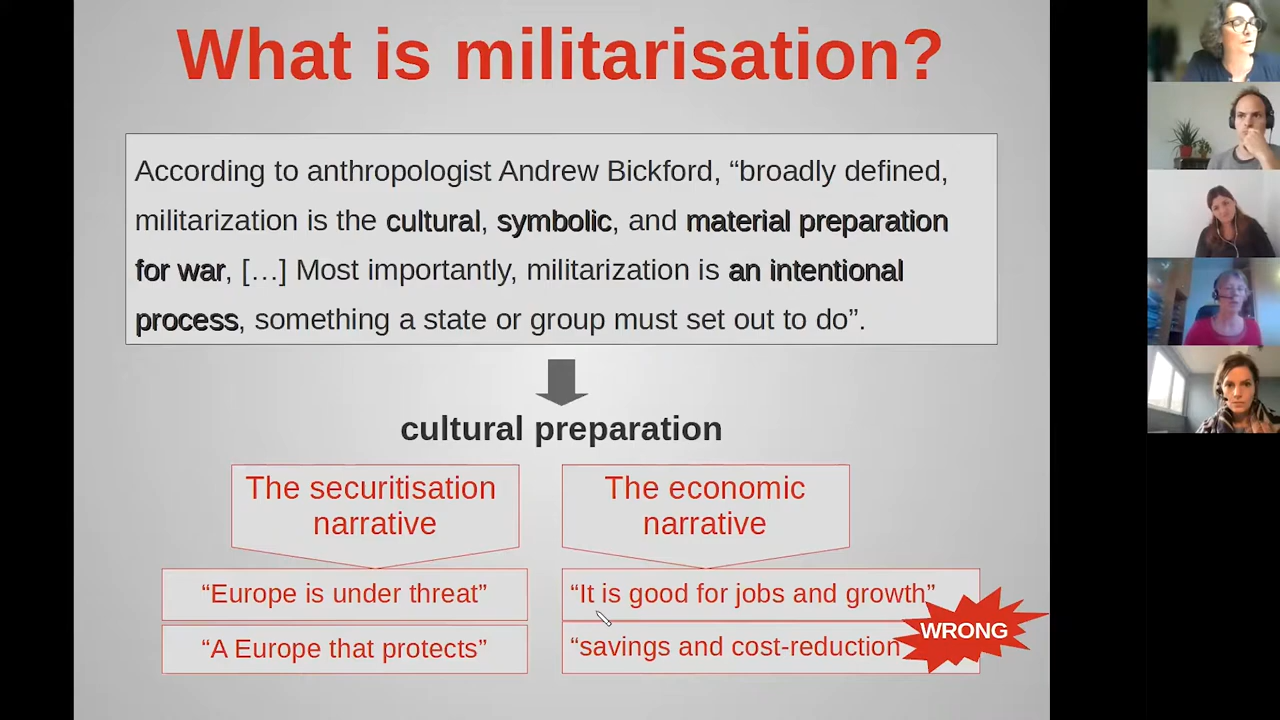 What is militarisation?
According to anthropologist Andrew Bickford, “broadly defined,
militarization is the cultural, symbolic, and material preparation
for war, […] Most importantly, militarization is an intentional
process, something a state or group must set out to do”.
cultural preparation
The securitisation
narrative
The economic
narrative
“Europe is under threat”
“It is good for jobs and growth”
“A Europe that protects”
“savings and cost-reduction
WRONG